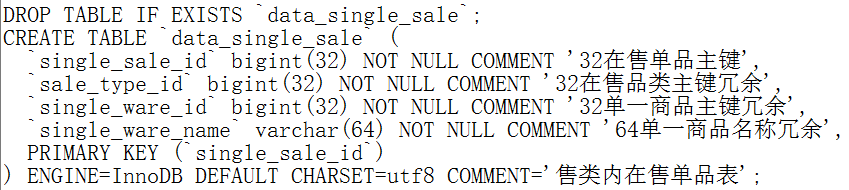 DROP TABLE IF EXISTS `data_single_sale`;
CREATE TABLE `data_single_sale` (
  `single_sale_id` bigint(32) NOT NULL COMMENT '32在售单品主键',
  `sale_type_id` bigint(32) NOT NULL COMMENT '32在售品类主键冗余',
  `single_ware_id` bigint(32) NOT NULL COMMENT '32单一商品主键冗余',
  `single_ware_name` varchar(64) NOT NULL COMMENT '64单一商品名称冗余',
  PRIMARY KEY (`single_sale_id`)
) ENGINE=InnoDB DEFAULT CHARSET=utf8 COMMENT='售类内在售单品表';